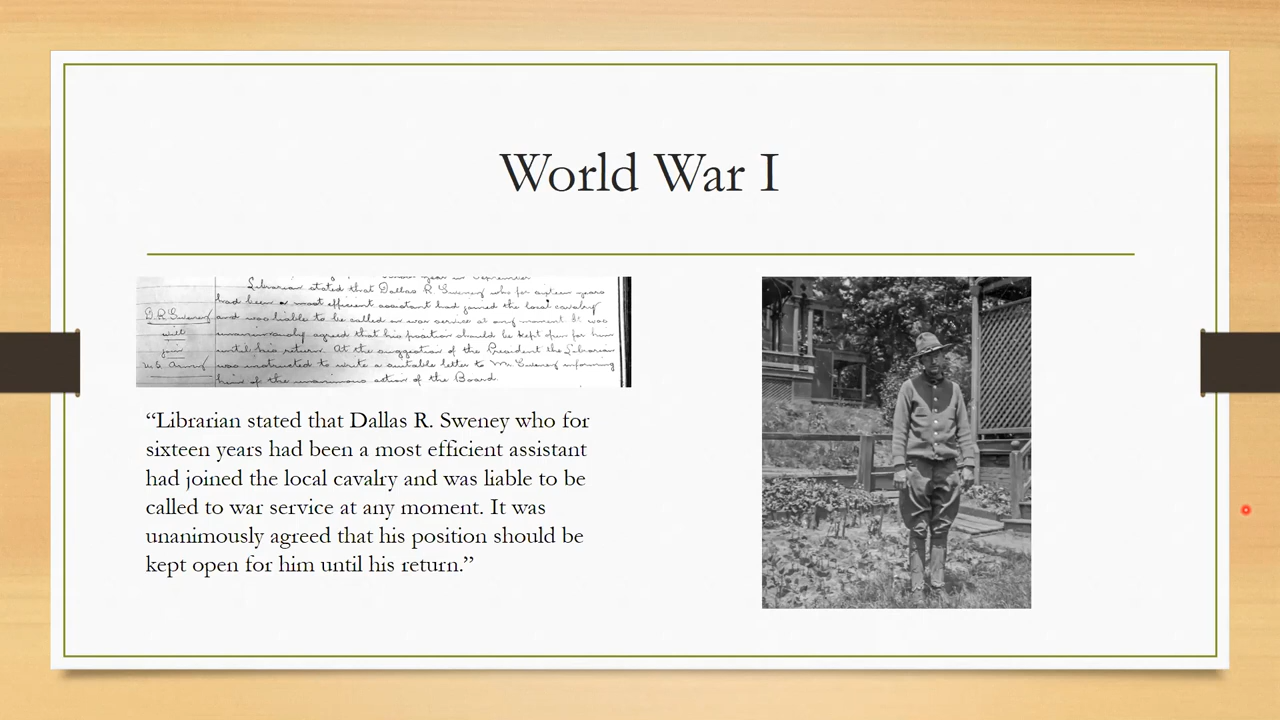 World War I
Librarian stated that Dallas R. Sweney who for sixteen years
had been a most efficient assistant had joined the local cavalry
and was liable to be called on war service at any moment. It was
unanimously agreed that his position should be kept open for him
until his return. At the suggestion of the President the Librarian
was instructed to write a suitable letter to Mr. Sweney informing
him of the unanimous action of the Board.
D.R. Sweney
will
join
U.S. Army
“Librarian stated that Dallas R. Sweney who for
sixteen years had been a most efficient assistant
had joined the local cavalry and was liable to be
called to war service at any moment. It was
unanimously agreed that his position should be
kept open for him until his return.”